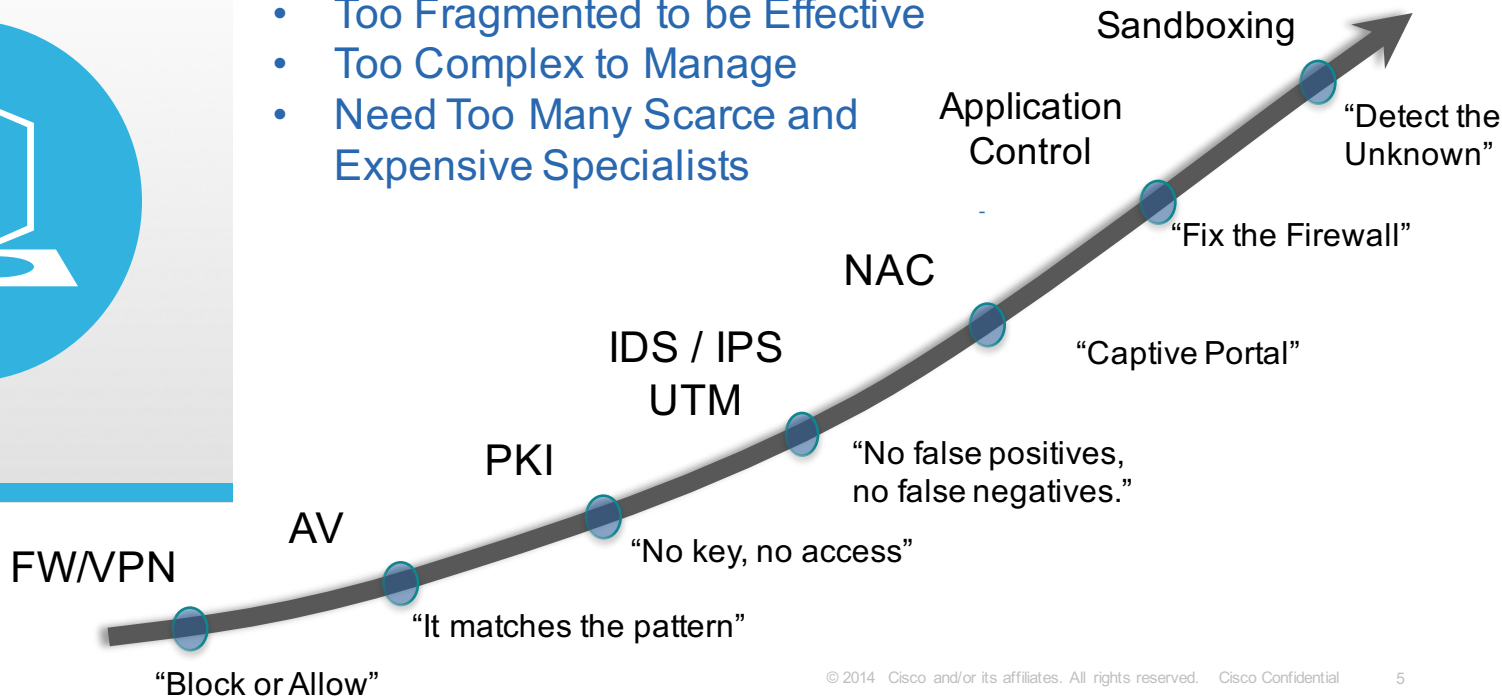 • Too Fragmented to be Effective
• Too Complex to Manage
• Need Too Many Scarce and
Expensive Specialists
Sandboxing
“Detect the
Unknown”
Application
Control
-
“Fix the Firewall”
NAC
“Captive Portal”
IDS / IPS
UTM
“No false positives,
no false negatives.”
PKI
“No key, no access”
AV
“It matches the pattern”
FW/VPN
“Block or Allow”
© 2014 Cisco and/or its affiliates. All rights reserved. Cisco Confidential 5